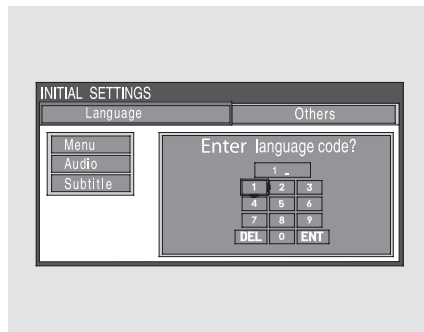 INITIAL SETTINGS
Language Others
Menu
Audio
Subtitle
Enter language code?
1 _
1 2 3
4 5 6
7 8 9
DEL 0 ENT